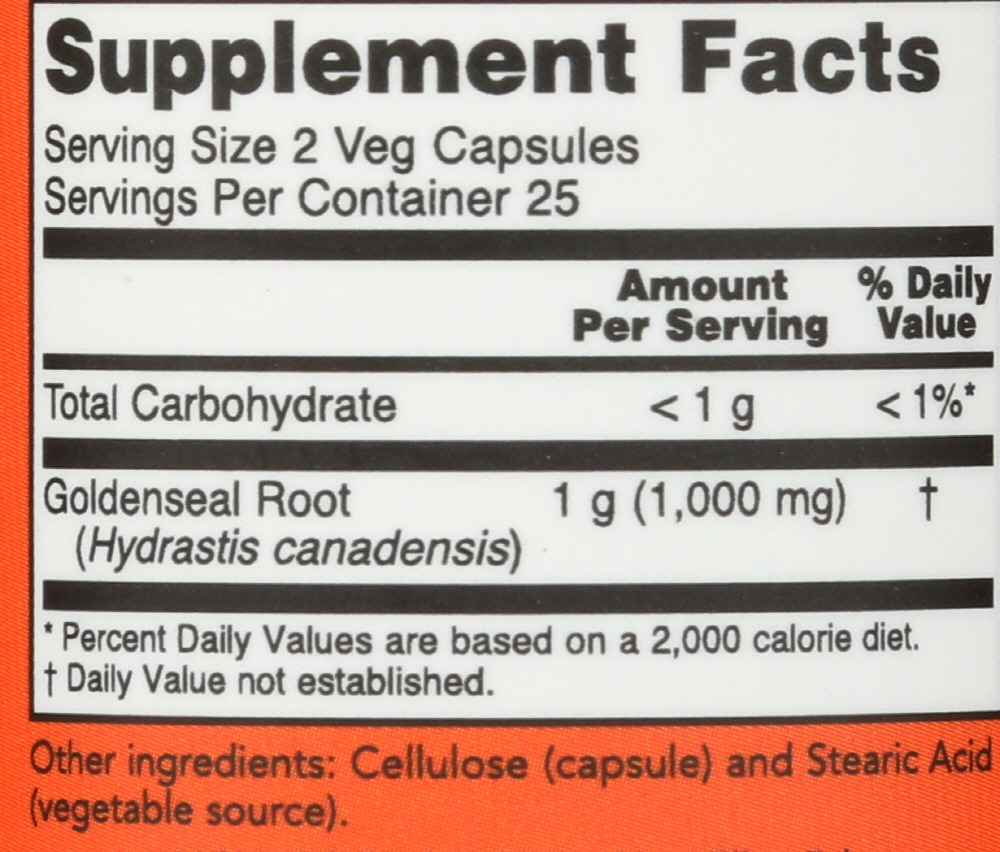 Supplement Facts
Serving Size 2 Veg Capsules
Servings Per Container 25
Amount Per Serving % Daily Value
Total Carbohydrate < 1 g < 1%*
Goldenseal Root 1 g (1,000 mg) †
(Hydrastis canadensis)
* Percent Daily Values are based on a 2,000 calorie diet.
† Daily Value not established.
Other ingredients: Cellulose (capsule) and Stearic Acid
(vegetable source).